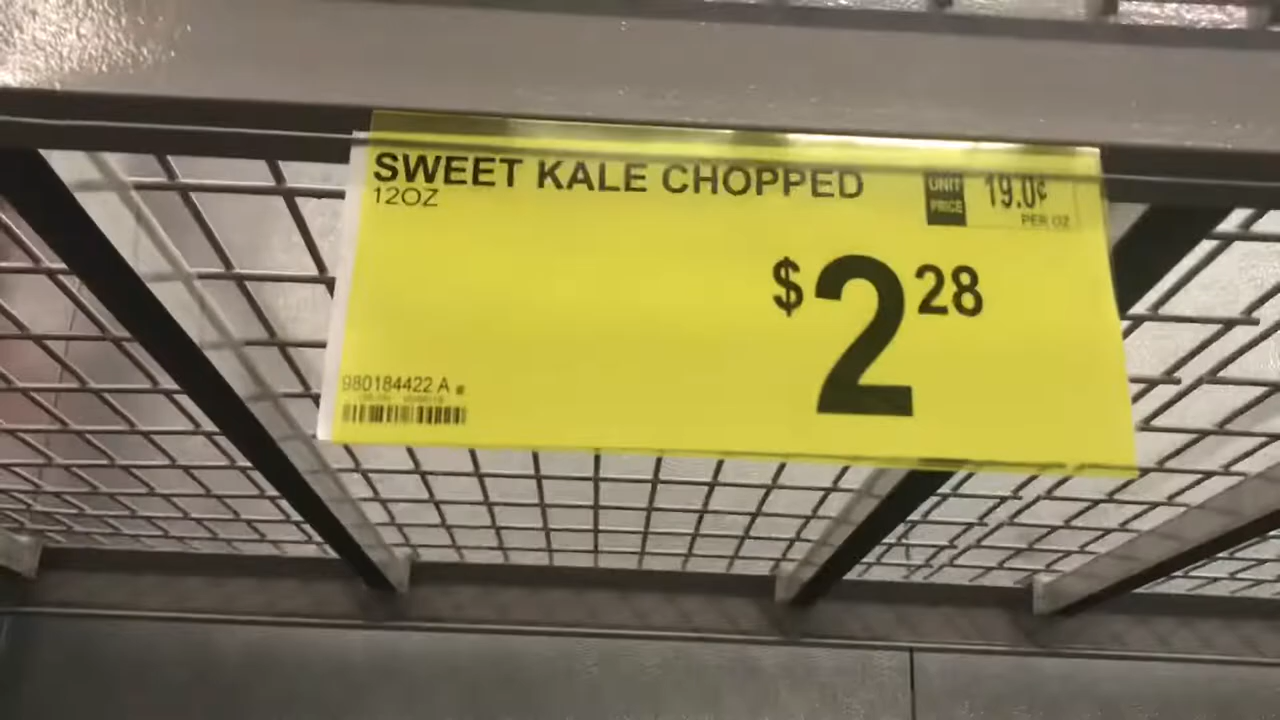 SWEET KALE CHOPPED
12OZ
UNIT PRICE
19.0¢
PER OZ
$2 28
980184422 A